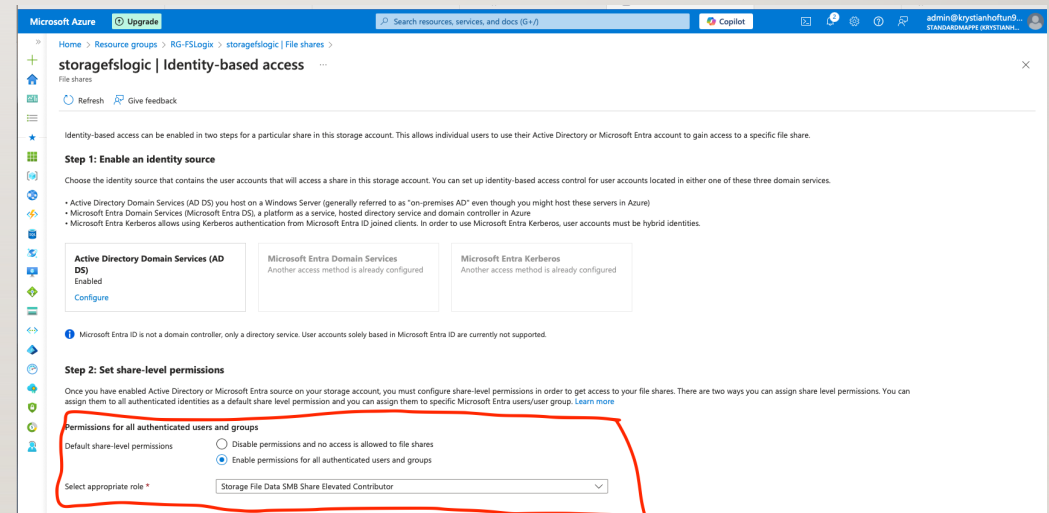 Microsoft Azure
Upgrade
Search resources, services, and docs (G+/)
Copilot
2
admin@krystianhoftun9...
STANDARDMAPPE (KRYSTIANH...
Home > Resource groups > RG-FSLogix > storagefslogic | File shares >
storagefslogic | Identity-based access ...
File shares
Refresh
Give feedback
Identity-based access can be enabled in two steps for a particular share in this storage account. This allows individual users to use their Active Directory or Microsoft Entra account to gain access to a specific file share.
Step 1: Enable an identity source
Choose the identity source that contains the user accounts that will access a share in this storage account. You can set up identity-based access control for user accounts located in either one of these three domain services.
• Active Directory Domain Services (AD DS) you host on a Windows Server (generally referred to as "on-premises AD" even though you might host these servers in Azure)
• Microsoft Entra Domain Services (Microsoft Entra DS), a platform as a service, hosted directory service and domain controller in Azure
• Microsoft Entra Kerberos allows using Kerberos authentication from Microsoft Entra ID joined clients. In order to use Microsoft Entra Kerberos, user accounts must be hybrid identities.
Active Directory Domain Services (AD
DS)
Enabled
Configure
Microsoft Entra Domain Services
Another access method is already configured
Microsoft Entra Kerberos
Another access method is already configured
Microsoft Entra ID is not a domain controller, only a directory service. User accounts solely based in Microsoft Entra ID are currently not supported.
Step 2: Set share-level permissions
Once you have enabled Active Directory or Microsoft Entra source on your storage account, you must configure share-level permissions in order to get access to your file shares. There are two ways you can assign share level permissions. You can
assign them to all authenticated identities as a default share level permission and you can assign them to specific Microsoft Entra users/user group. Learn more
Permissions for all authenticated users and groups
Default share-level permissions
Disable permissions and no access is allowed to file shares
Enable permissions for all authenticated users and groups
Select appropriate role *
Storage File Data SMB Share Elevated Contributor